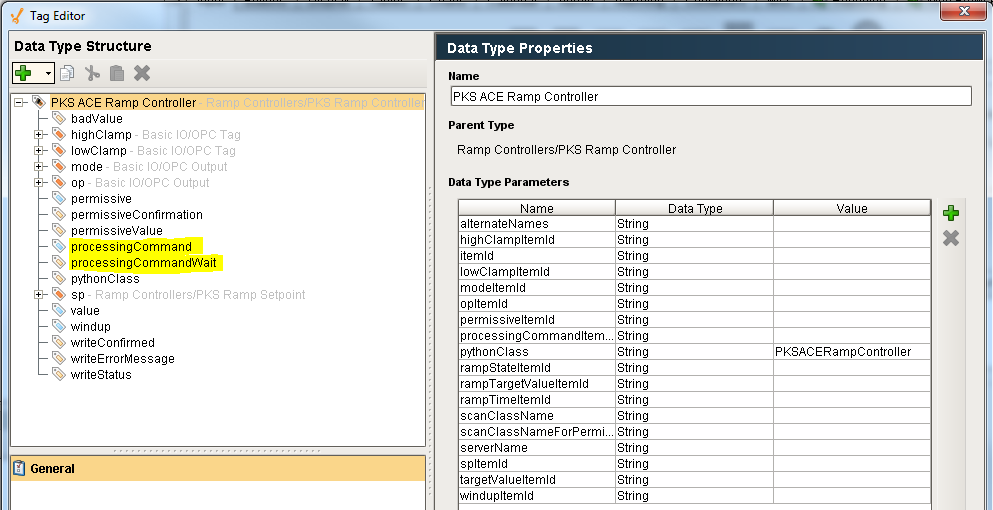 Tag Editor
Data Type Structure
PKS ACE Ramp Controller - Ramp Controllers/PKS Ramp Controller
badValue
highClamp - Basic IO/OPC Tag
lowClamp - Basic IO/OPC Tag
mode - Basic IO/OPC Output
op - Basic IO/OPC Output
permissive
permissiveConfirmation
permissiveValue
processingCommand
processingCommandWait
pythonClass
sp - Ramp Controllers/PKS Ramp Setpoint
value
windup
writeConfirmed
writeErrorMessage
writeStatus
General
Data Type Properties
Name
PKS ACE Ramp Controller
Parent Type
Ramp Controllers/PKS Ramp Controller
Data Type Parameters
Name Data Type Value
alternateNames String
highClampItemId String
itemId String
lowClampItemId String
modeItemId String
opItemId String
permissiveItemId String
processingCommandItem... String
pythonClass String PKSACERampController
rampStateItemId String
rampTargetValueItemId String
rampTimeItemId String
scanClassName String
scanClassNameForPermi... String
serverName String
spItemId String
targetValueItemId String
windupItemId String